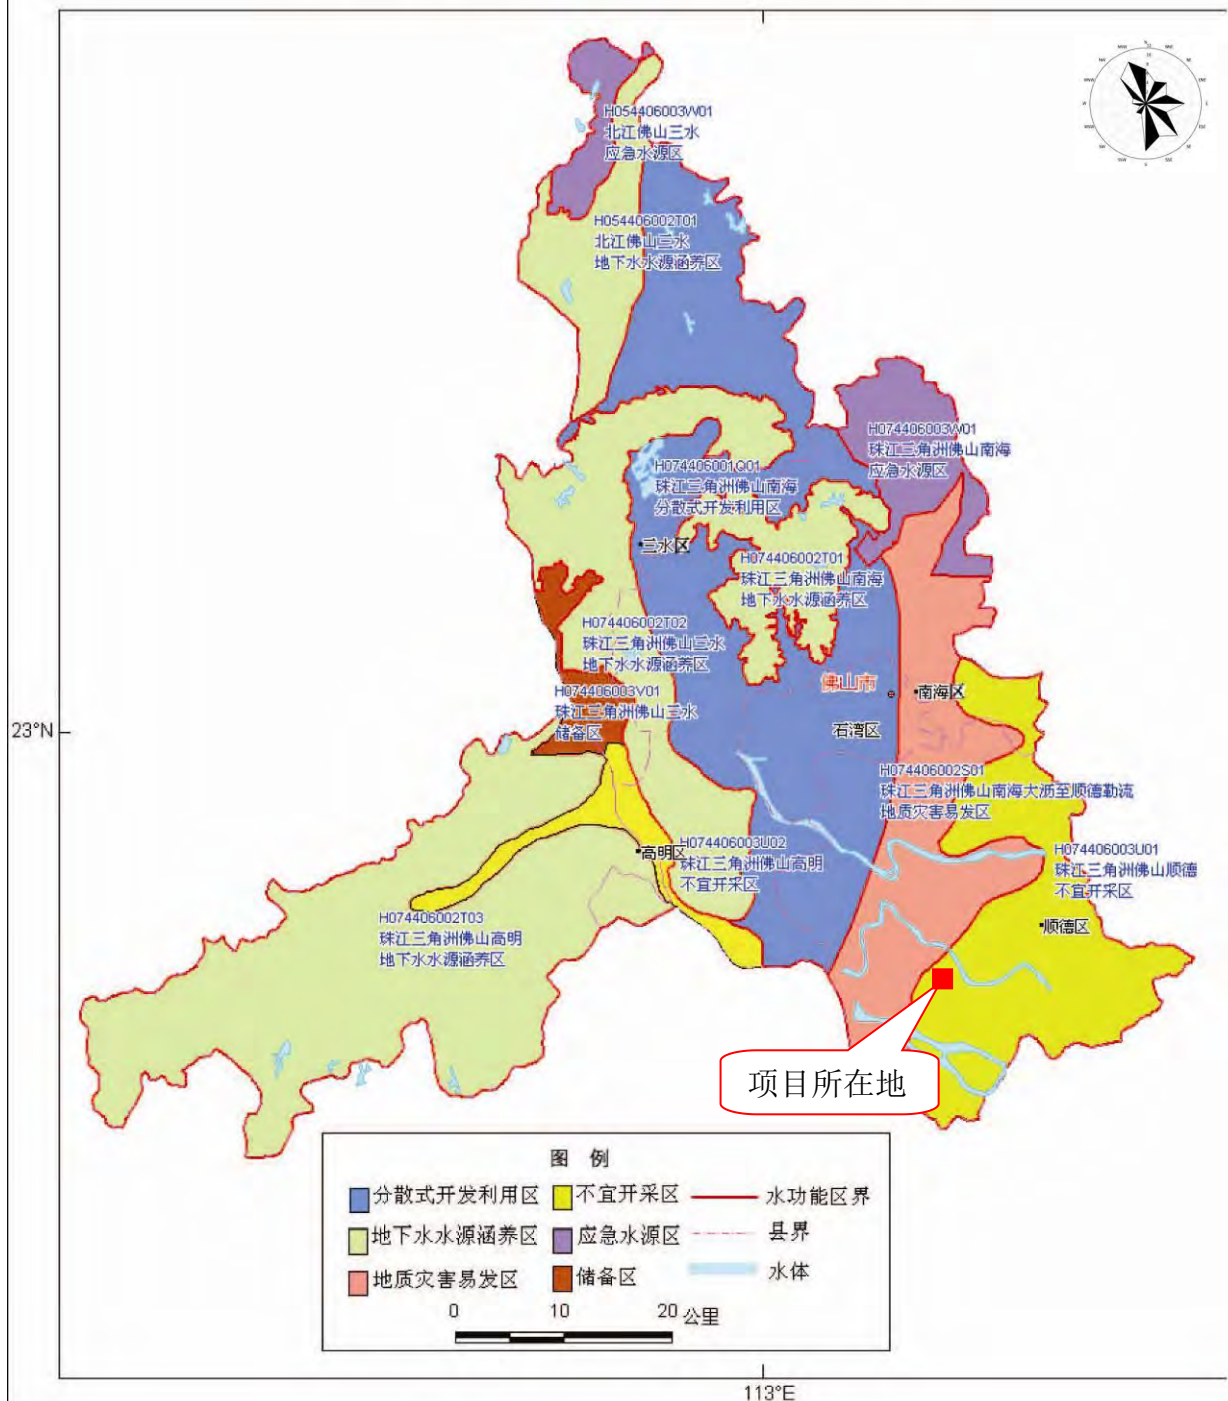 H054406003W01
北江佛山三水
应急水源区
H054406002T01
北江佛山三水
地下水水源涵养区
H074406003W01
珠江三角洲佛山南海
应急水源区
H074406001Q01
珠江三角洲佛山南海
分散式开发利用区
三水区
H074406002T01
珠江三角洲佛山南海
地下水水源涵养区
H074406002T02
珠江三角洲佛山三水
地下水水源涵养区
佛山市
南海区
H074406003V01
珠江三角洲佛山三水
储备区
23°N
石湾区
H074406002S01
珠江三角洲佛山南海大沥至顺德勒流
地质灾害易发区
H074406003U02
珠江三角洲佛山高明
不宜开采区
高明区
H074406003U01
珠江三角洲佛山顺德
不宜开采区
H074406002T03
珠江三角洲佛山高明
地下水水源涵养区
顺德区
项目所在地
图 例
分散式开发利用区 不宜开采区 水功能区界
地下水水源涵养区 应急水源区 县界
地质灾害易发区 储备区 水体
0 10 20 公里
113°E